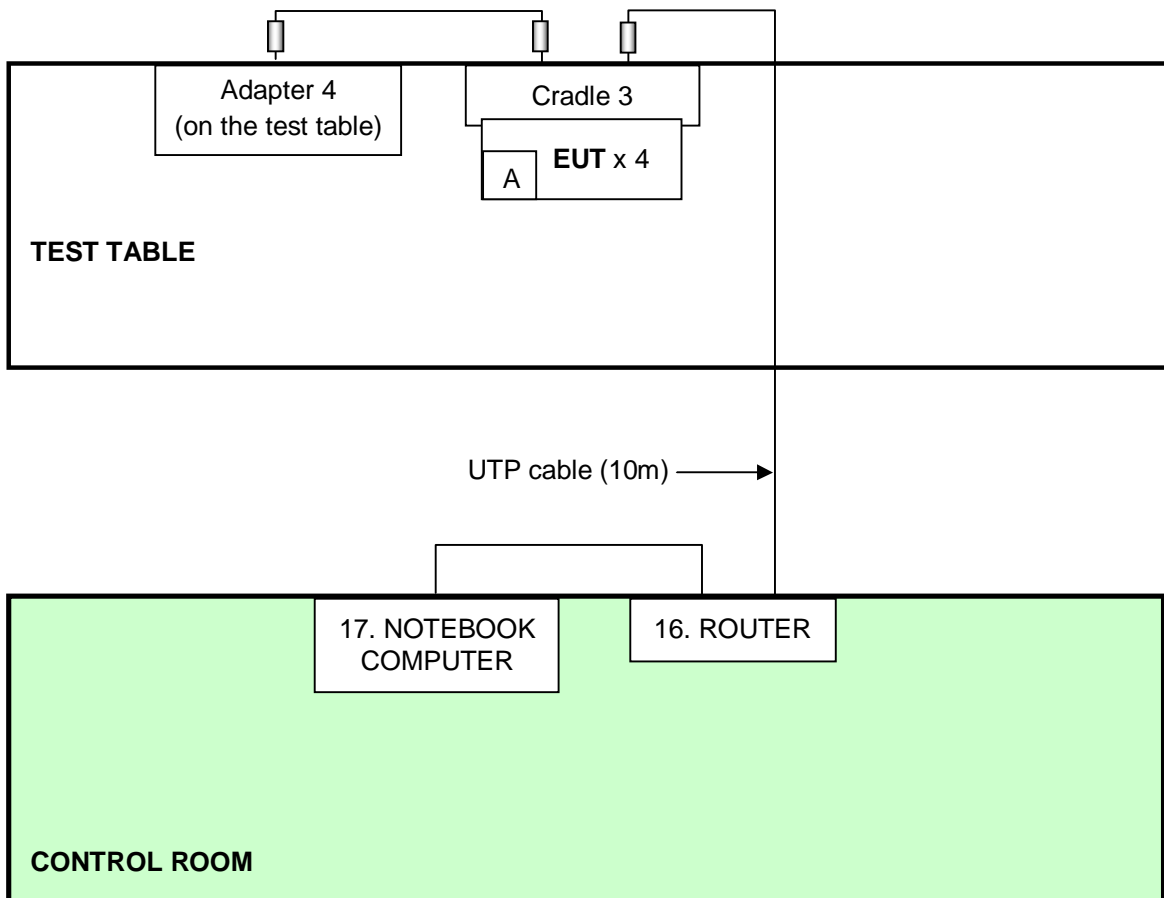 Adapter 4
(on the test table)
Cradle 3
EUT x 4
A
TEST TABLE
UTP cable (10m)
17. NOTEBOOK
COMPUTER
16. ROUTER
CONTROL ROOM